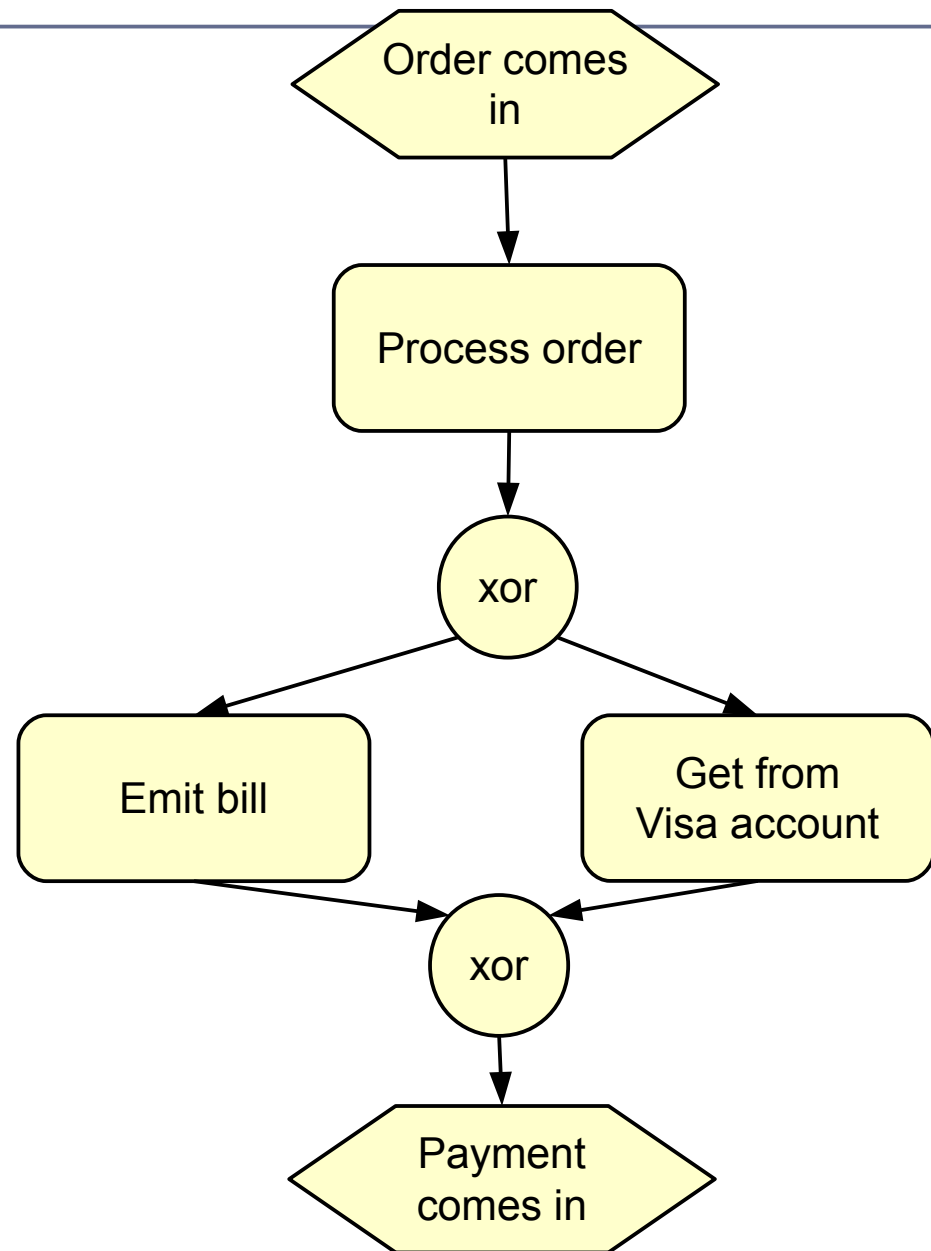 Order comes
in
Process order
xor
Emit bill
Get from
Visa account
xor
Payment
comes in